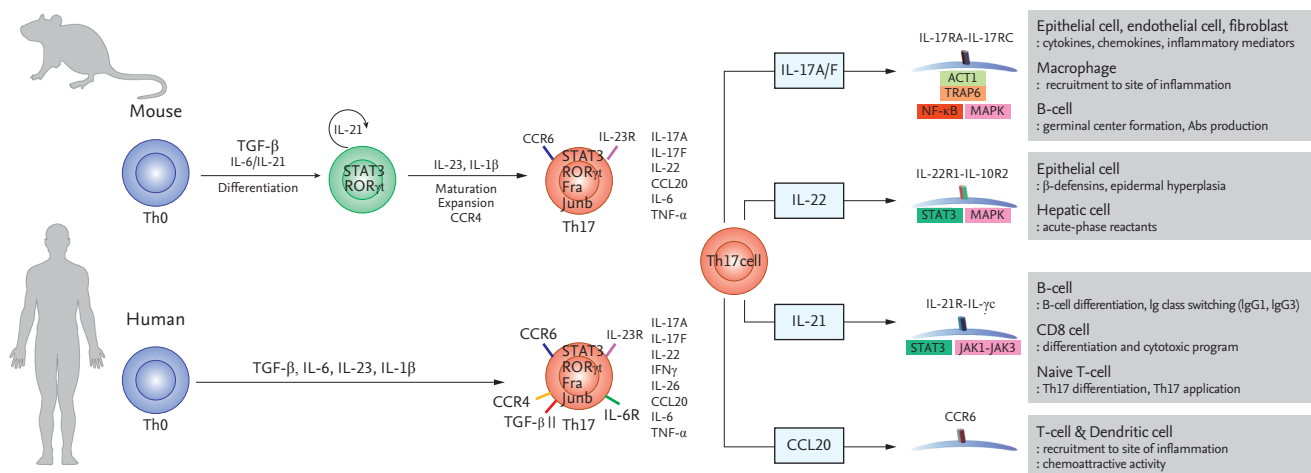 Mouse
Th0
TGF-β
IL-6/IL-21
Differentiation
IL-21
STAT3
RORγt
IL-23, IL-1β
Maturation
Expansion
CCR4
CCR6
IL-23R
STAT3
RORγt
Fra
Junb
Th17
IL-17A
IL-17F
IL-22
CCL20
IL-6
TNF-α
Human
Th0
TGF-β, IL-6, IL-23, IL-1β
CCR6
IL-23R
STAT3
RORγt
Fra
Junb
CCR4
TGF-βII
Th17
IL-6R
IL-17A
IL-17F
IL-22
IFNγ
IL-26
CCL20
IL-6
TNF-α
Th17cell
IL-17A/F
IL-17RA-IL-17RC
ACT1
TRAP6
NF-κB
MAPK
Epithelial cell, endothelial cell, fibroblast
: cytokines, chemokines, inflammatory mediators
Macrophage
: recruitment to site of inflammation
B-cell
: germinal center formation, Abs production
IL-22
IL-22R1-IL-10R2
STAT3
MAPK
Epithelial cell
: β-defensins, epidermal hyperplasia
Hepatic cell
: acute-phase reactants
IL-21
IL-21R-IL-γc
STAT3
JAK1-JAK3
B-cell
: B-cell differentiation, lg class switching (lgG1, lgG3)
CD8 cell
: differentiation and cytotoxic program
Naive T-cell
: Th17 differentiation, Th17 application
CCL20
CCR6
T-cell & Dendritic cell
: recruitment to site of inflammation
: chemoattractive activity